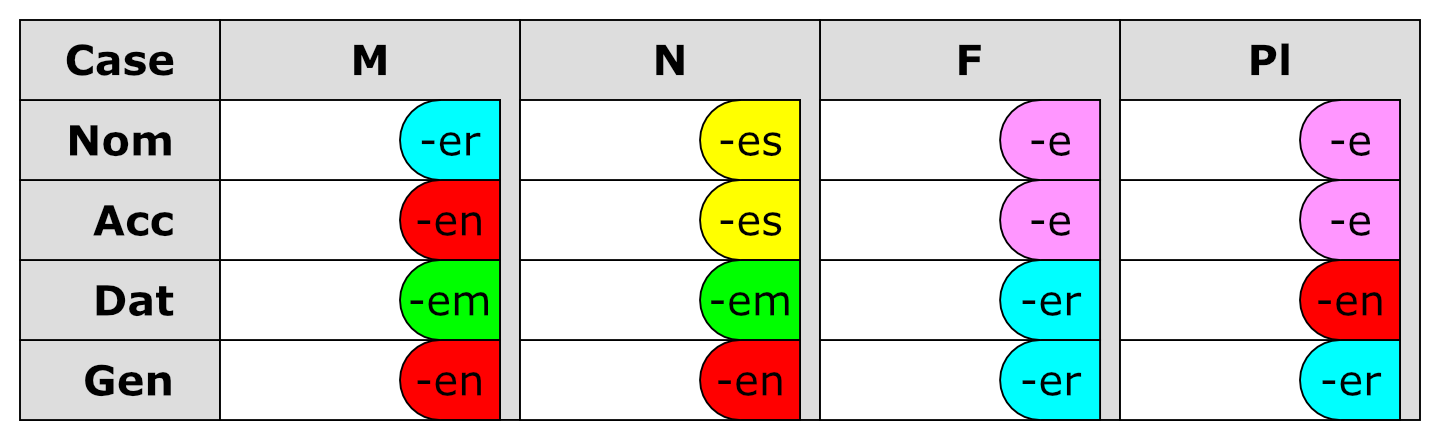 Case M N F Pl
Nom -er -es -e -e
Acc -en -es -e -e
Dat -em -em -er -en
Gen -en -en -er -er